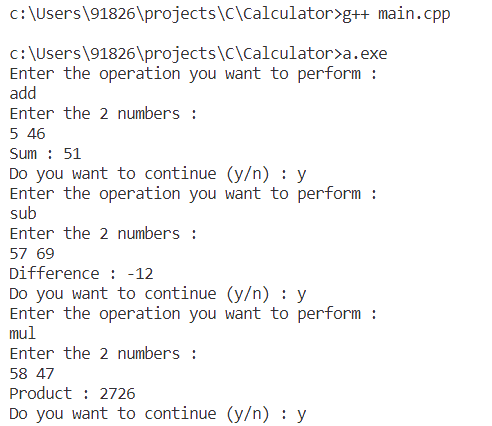 c:\Users\91826\projects\C\Calculator>g++ main.cpp
c:\Users\91826\projects\C\Calculator>a.exe
Enter the operation you want to perform :
add
Enter the 2 numbers :
5 46
Sum : 51
Do you want to continue (y/n) : y
Enter the operation you want to perform :
sub
Enter the 2 numbers :
57 69
Difference : -12
Do you want to continue (y/n) : y
Enter the operation you want to perform :
mul
Enter the 2 numbers :
58 47
Product : 2726
Do you want to continue (y/n) : y